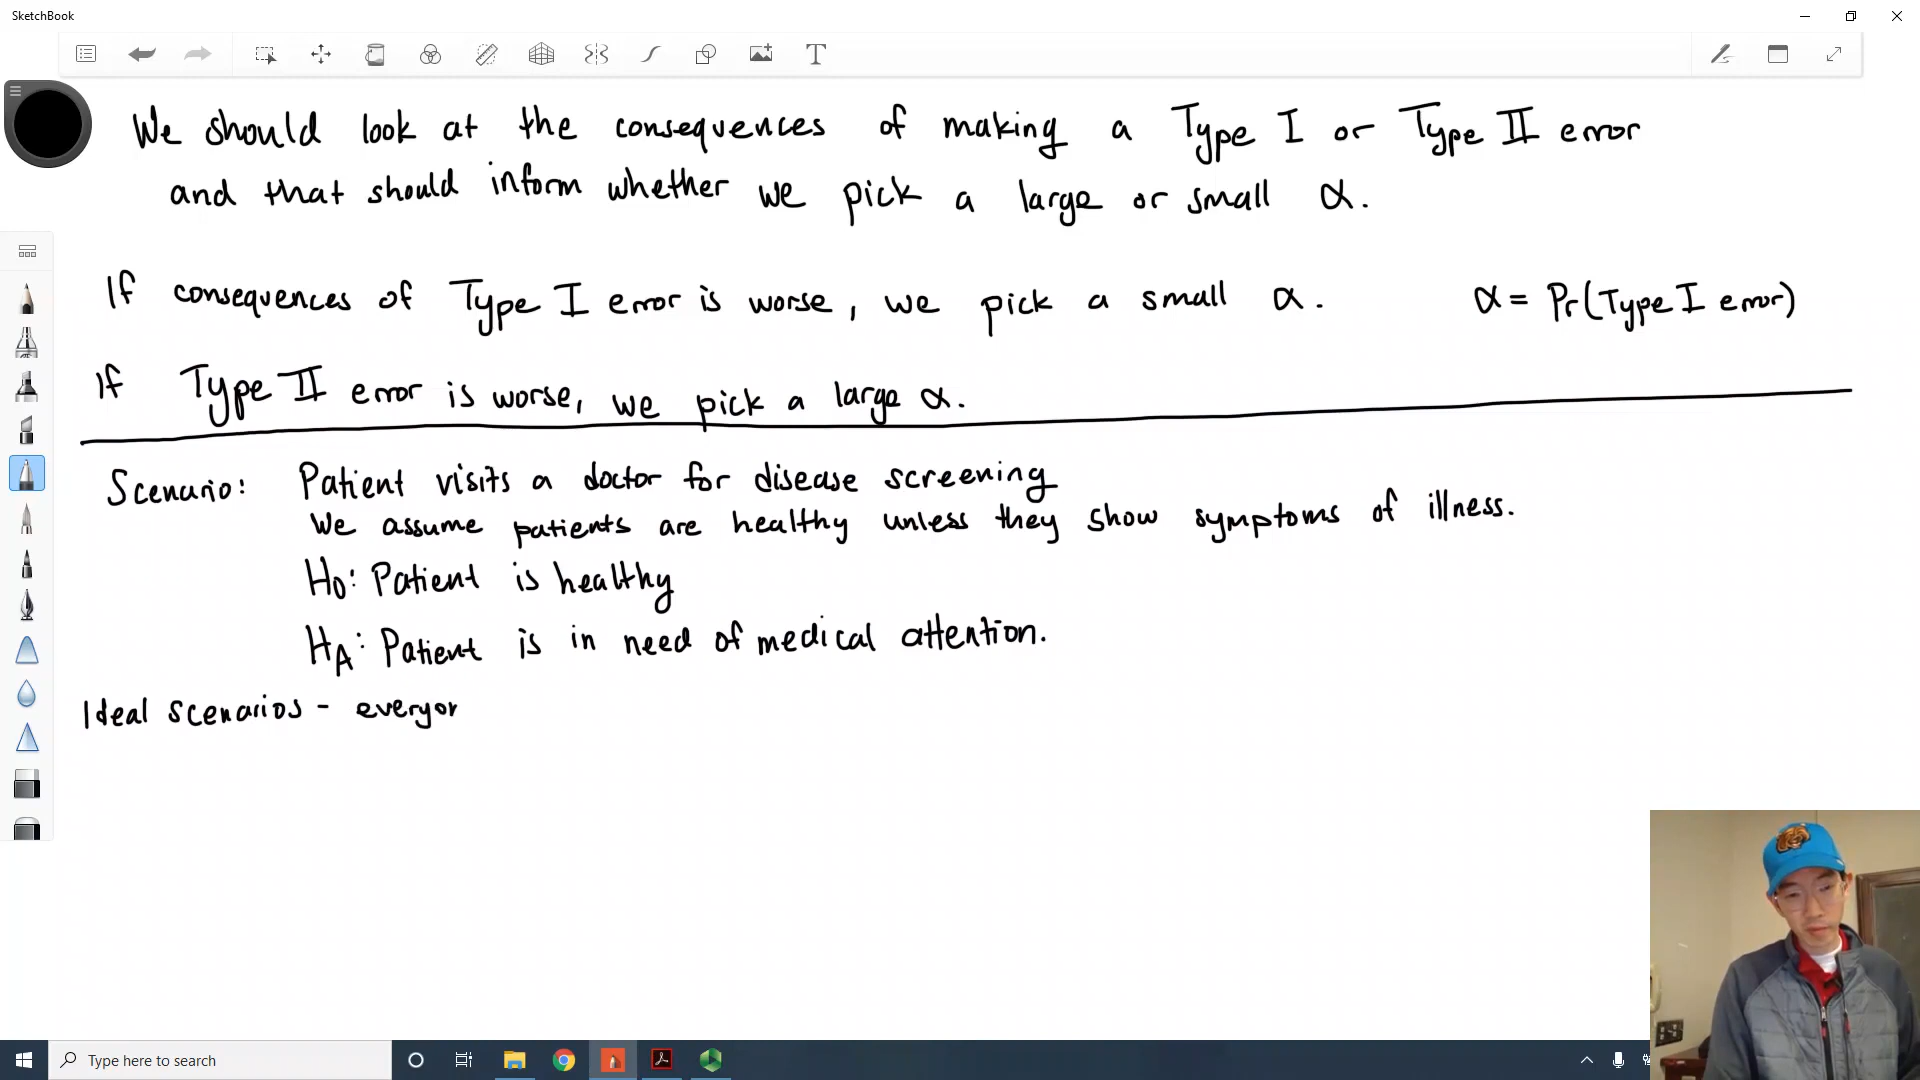 SketchBook
We should look at the consequences of making a Type I or Type II error
and that should inform whether we pick a large or small α.
If consequences of Type I error is worse, we pick a small α. α = Pr(Type I error)
If Type II error is worse, we pick a large α.
Scenario: Patient visits a doctor for disease screening
We assume patients are healthy unless they show symptoms of illness.
H0: Patient is healthy
HA: Patient is in need of medical attention.
Ideal scenarios - everyon
Type here to search